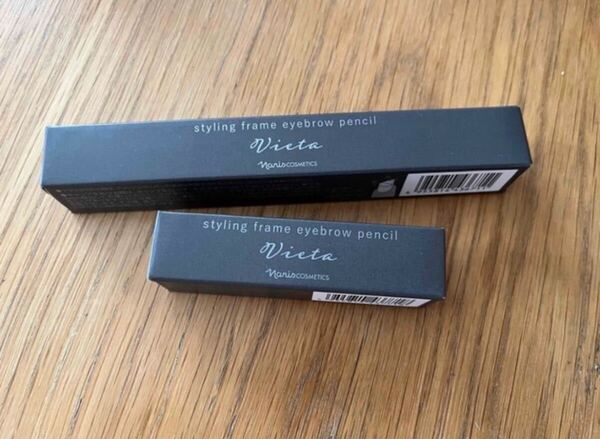 styling frame eyebrow pencil
Vieta
NarisCOSMETICS
styling frame eyebrow pencil
Vieta
NarisCOSMETICS